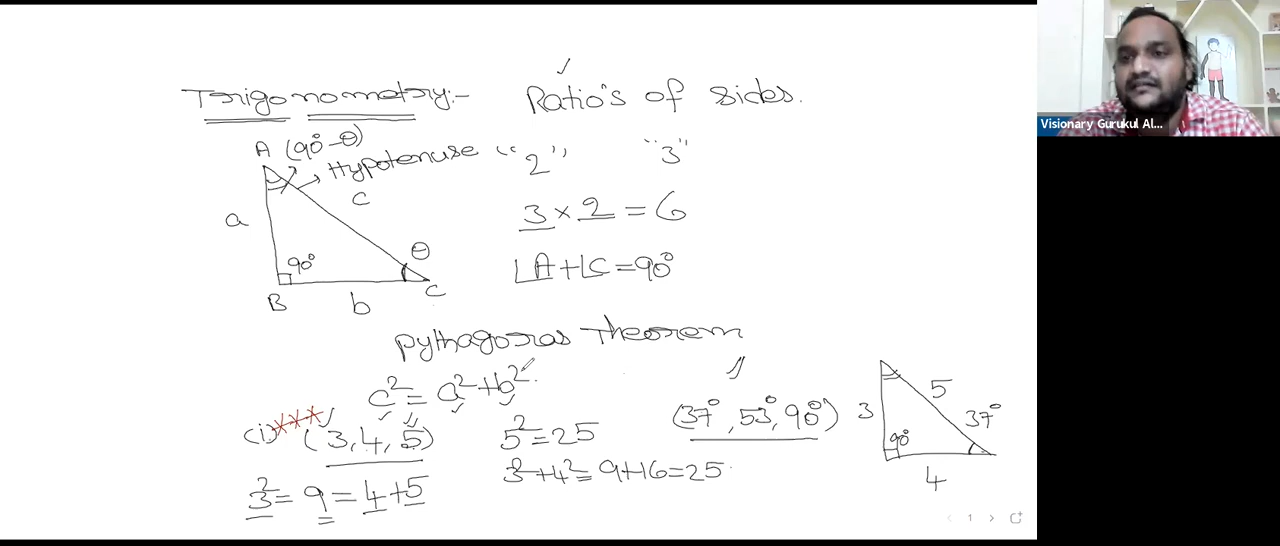 Trigonometry:- Ratio's of sides.
A (90°-θ)
Hypotenuse "2" "3"
a c
3 × 2 = 6
90° θ
∠A+∠C=90°
B b C
Pythagoras Theorem
c² = a²+b²
(i) (3,4,5) 5²=25 (37°,53°,90°)
3²+4²=9+16=25
3²= 9 = 4+5
3 5 37°
90°
4
Visionary Gurukul Al...
1